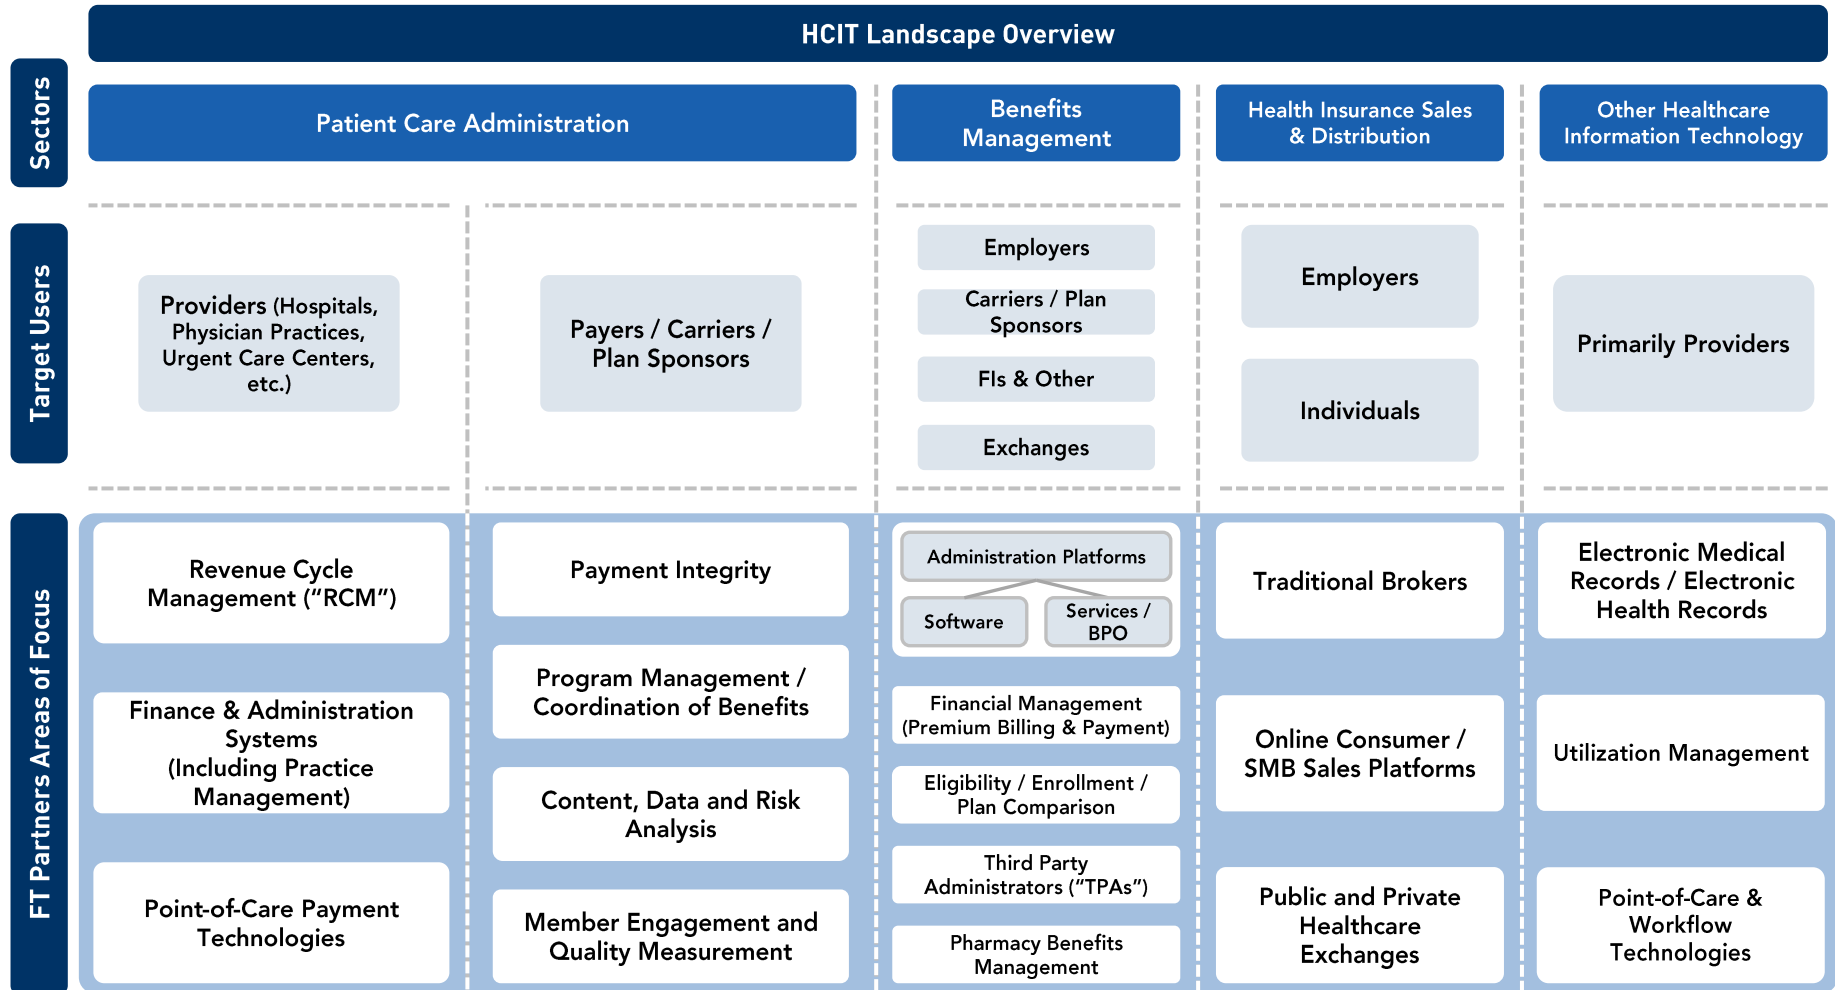 HCIT Landscape Overview
Sectors
Patient Care Administration
Benefits
Management
Health Insurance Sales
& Distribution
Other Healthcare
Information Technology
Target Users
Providers (Hospitals,
Physician Practices,
Urgent Care Centers,
etc.)
Payers / Carriers /
Plan Sponsors
Employers
Carriers / Plan
Sponsors
FIs & Other
Exchanges
Employers
Individuals
Primarily Providers
FT Partners Areas of Focus
Revenue Cycle
Management (“RCM”)
Finance & Administration
Systems
(Including Practice
Management)
Point-of-Care Payment
Technologies
Payment Integrity
Program Management /
Coordination of Benefits
Content, Data and Risk
Analysis
Member Engagement and
Quality Measurement
Administration Platforms
Software
Services /
BPO
Financial Management
(Premium Billing & Payment)
Eligibility / Enrollment /
Plan Comparison
Third Party
Administrators (“TPAs”)
Pharmacy Benefits
Management
Traditional Brokers
Online Consumer /
SMB Sales Platforms
Public and Private
Healthcare
Exchanges
Electronic Medical
Records / Electronic
Health Records
Utilization Management
Point-of-Care &
Workflow
Technologies